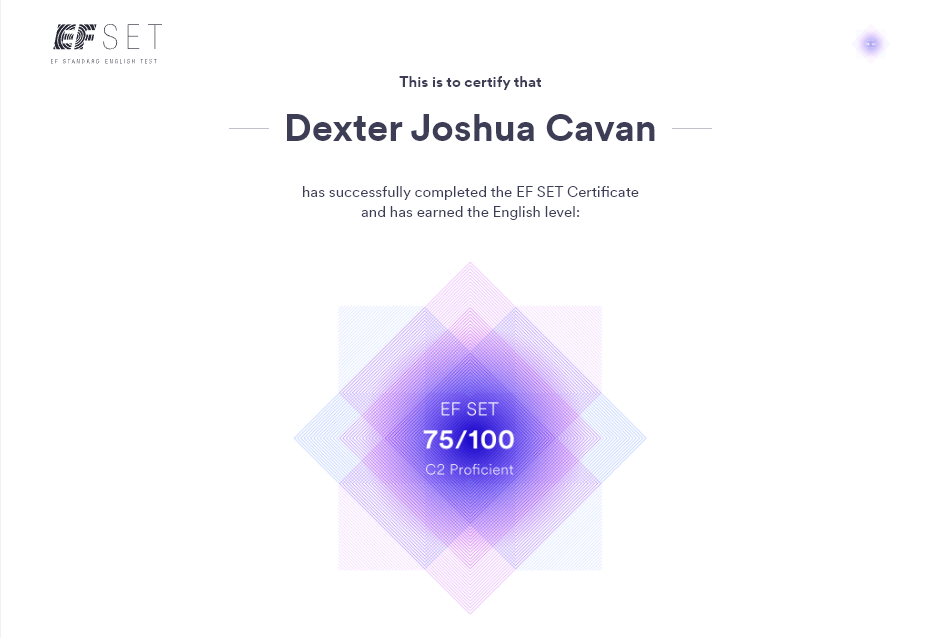 EF SET
EF STANDARD ENGLISH TEST
This is to certify that
Dexter Joshua Cavan
has successfully completed the EF SET Certificate
and has earned the English level:
EF SET
75/100
C2 Proficient